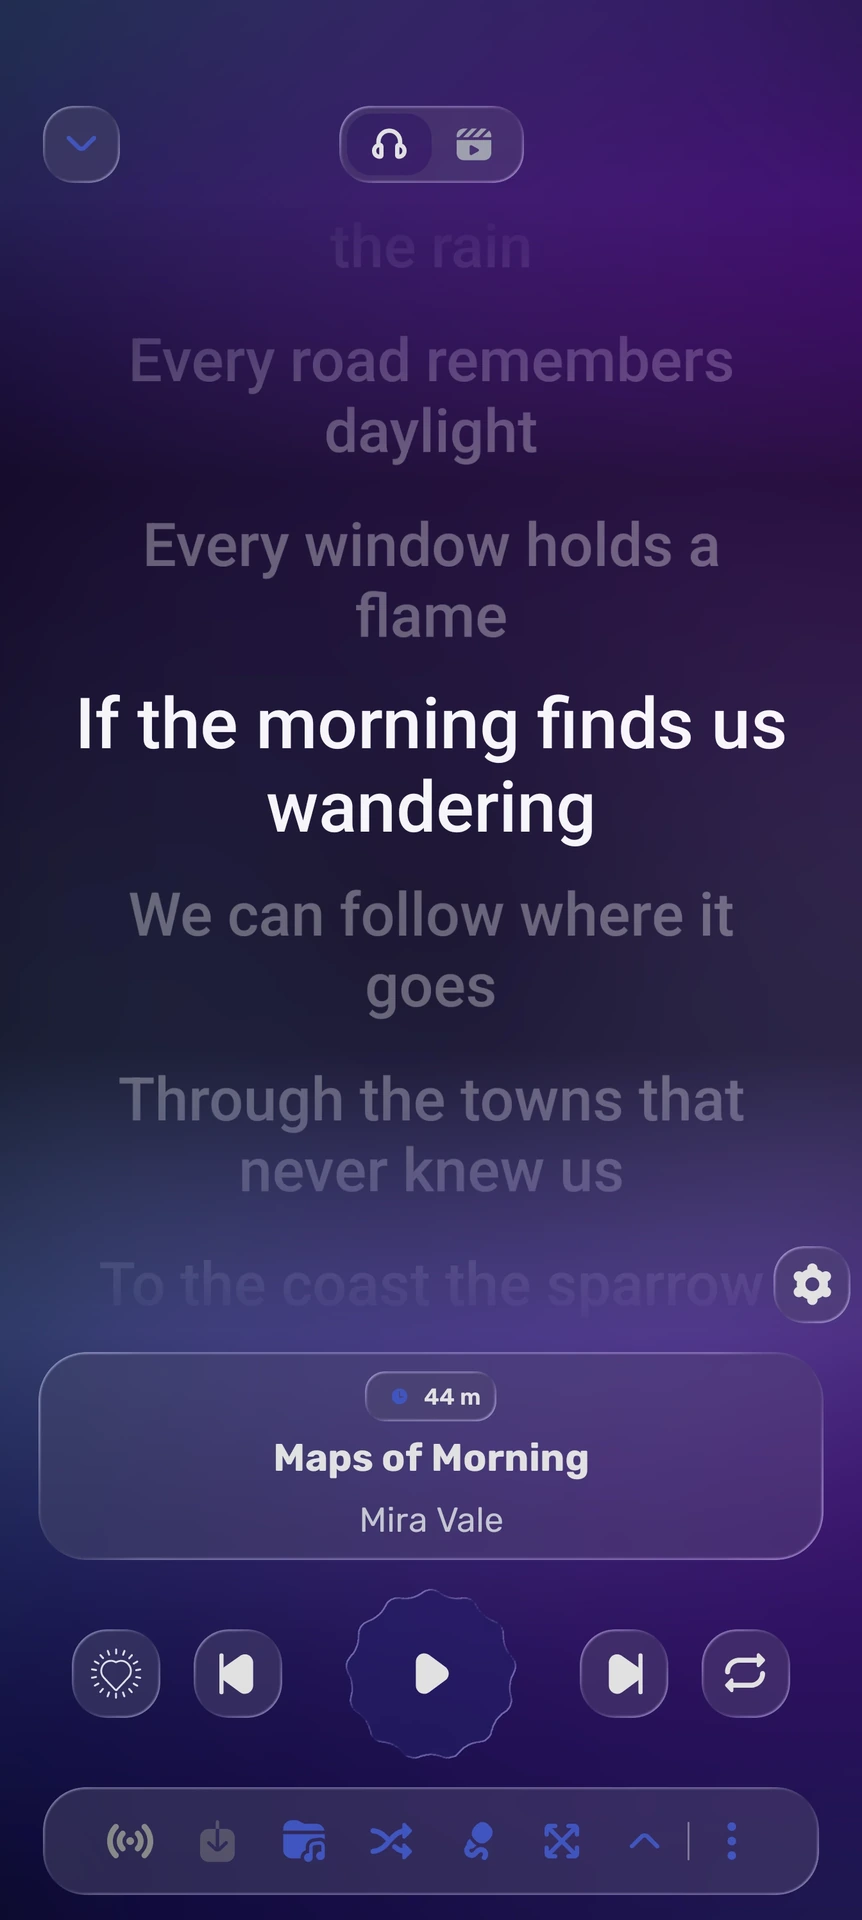 the rain
Every road remembers
daylight
Every window holds a
flame
If the morning finds us
wandering
We can follow where it
goes
Through the towns that
never knew us
To the coast the sparrow
44 m
Maps of Morning
Mira Vale